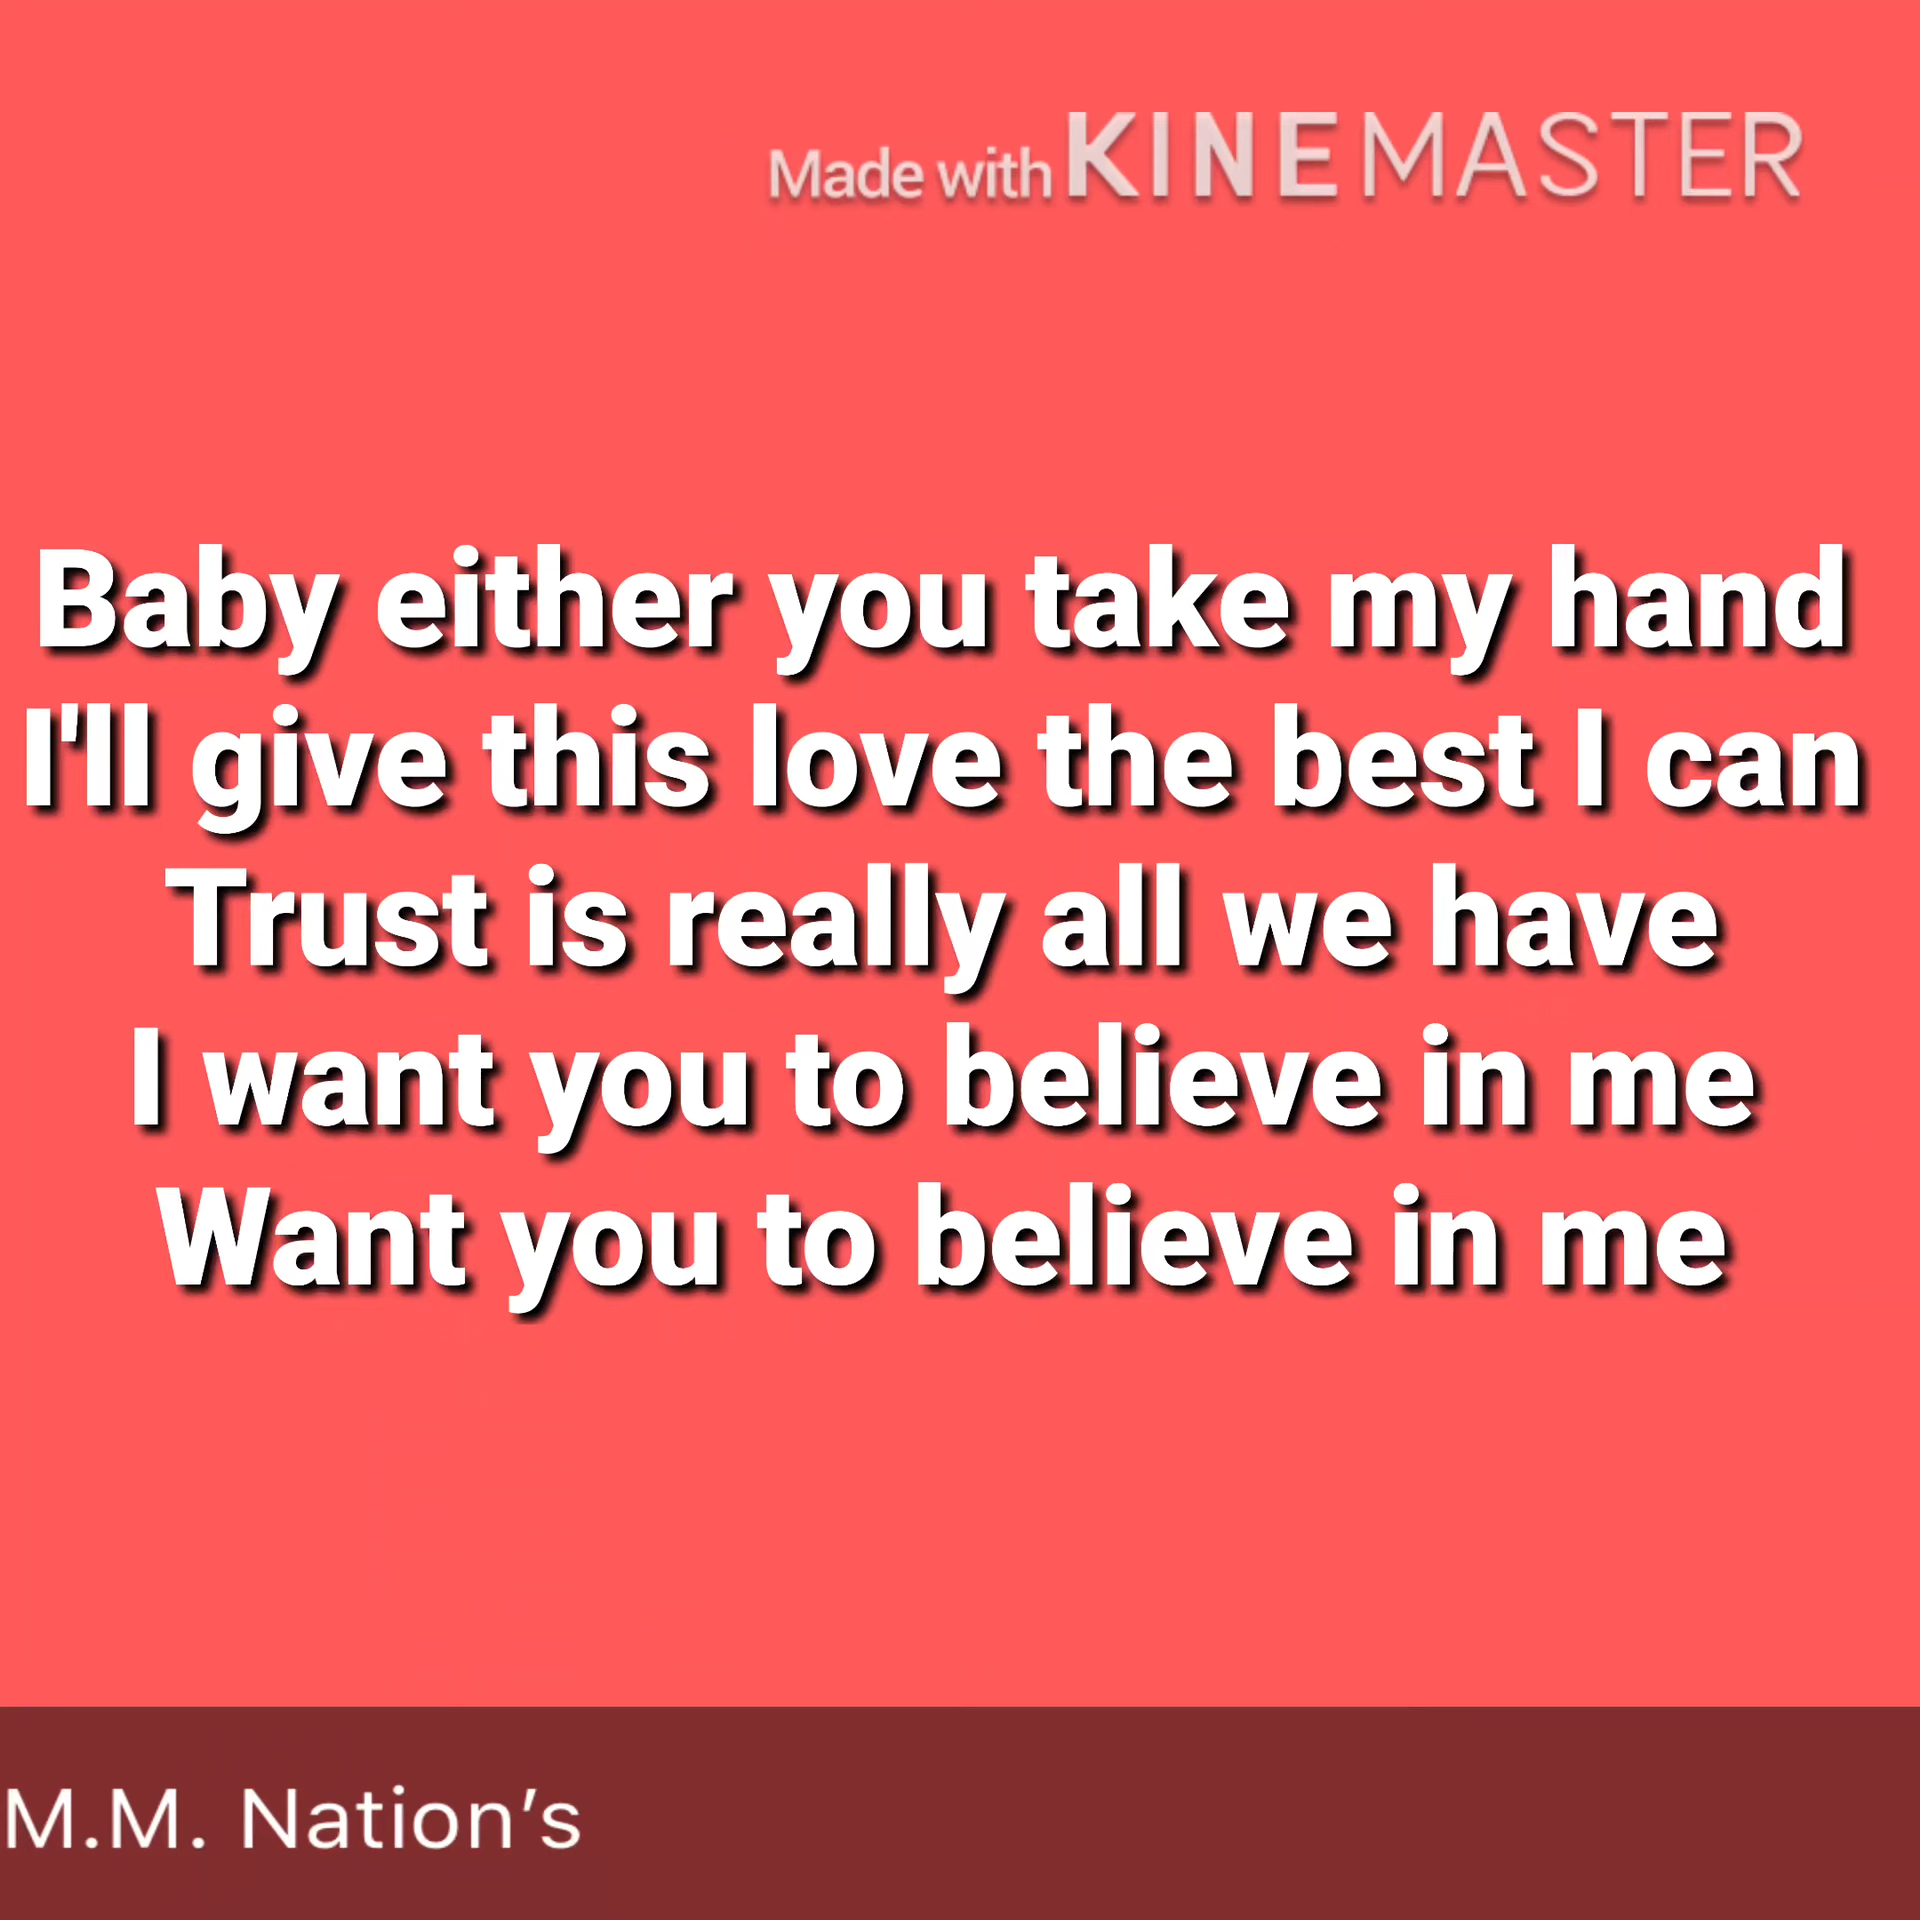 Made with KINEMASTER
Baby either you take my hand
I'll give this love the best I can
Trust is really all we have
I want you to believe in me
Want you to believe in me
M.M. Nation’s